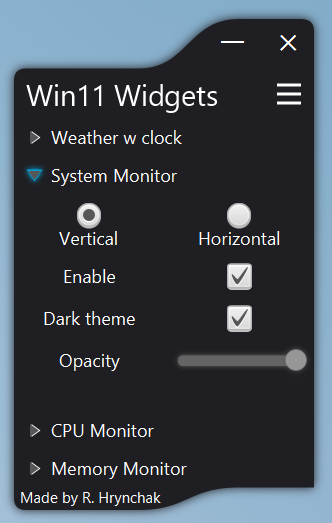 Win11 Widgets
Weather w clock
System Monitor
Vertical Horizontal
Enable
Dark theme
Opacity
CPU Monitor
Memory Monitor
Made by R. Hrynchak